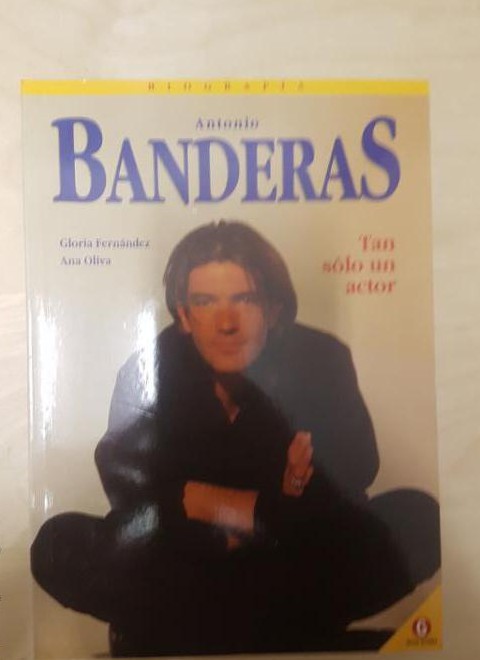 BIOGRAFÍA
Antonio
BANDERAS
Gloria Fernández
Ana Oliva
Tan
sólo un
actor
G